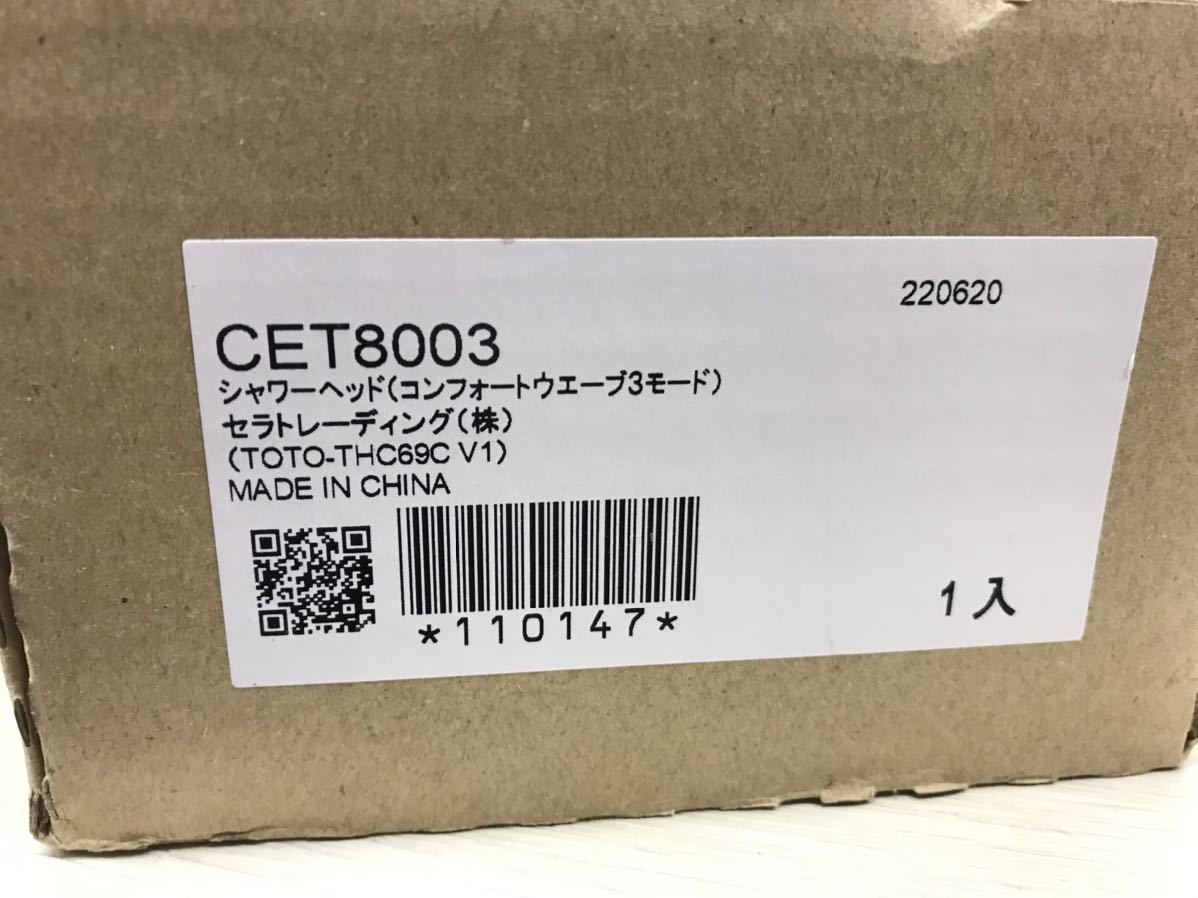 220620
CET8003
シャワーヘッド(コンフォートウエーブ3モード)
セラトレーディング(株)
(TOTO-THC69C V1)
MADE IN CHINA
*110147*
1入